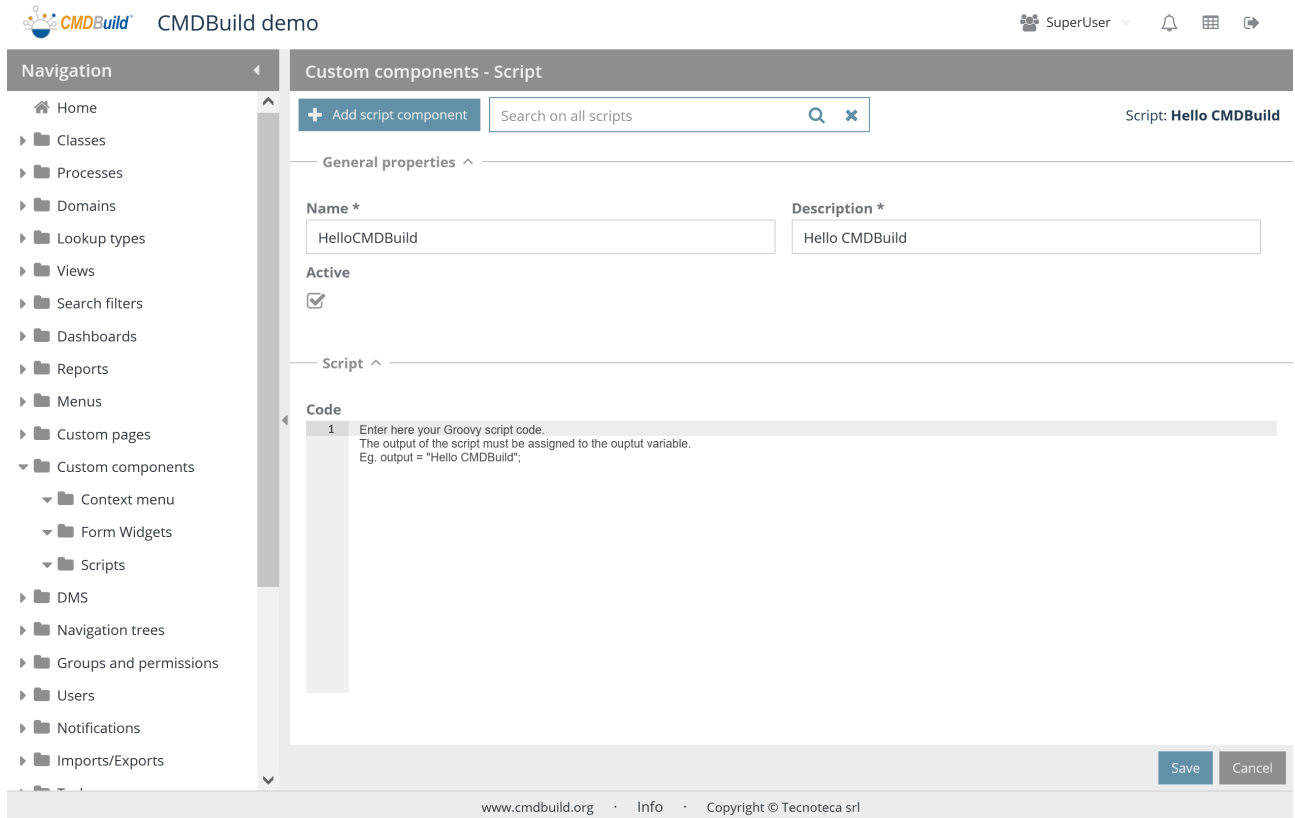 CMDBuild CMDBuild demo SuperUser
Navigation
Custom components - Script
Home
Classes
Processes
Domains
Lookup types
Views
Search filters
Dashboards
Reports
Menus
Custom pages
Custom components
Context menu
Form Widgets
Scripts
DMS
Navigation trees
Groups and permissions
Users
Notifications
Imports/Exports
Add script component
Search on all scripts
Script: Hello CMDBuild
General properties
Name *
Description *
HelloCMDBuild
Hello CMDBuild
Active
Script
Code
1 Enter here your Groovy script code.
The output of the script must be assigned to the ouptut variable.
Eg. output = "Hello CMDBuild";
Save Cancel
www.cmdbuild.org · Info · Copyright © Tecnoteca srl